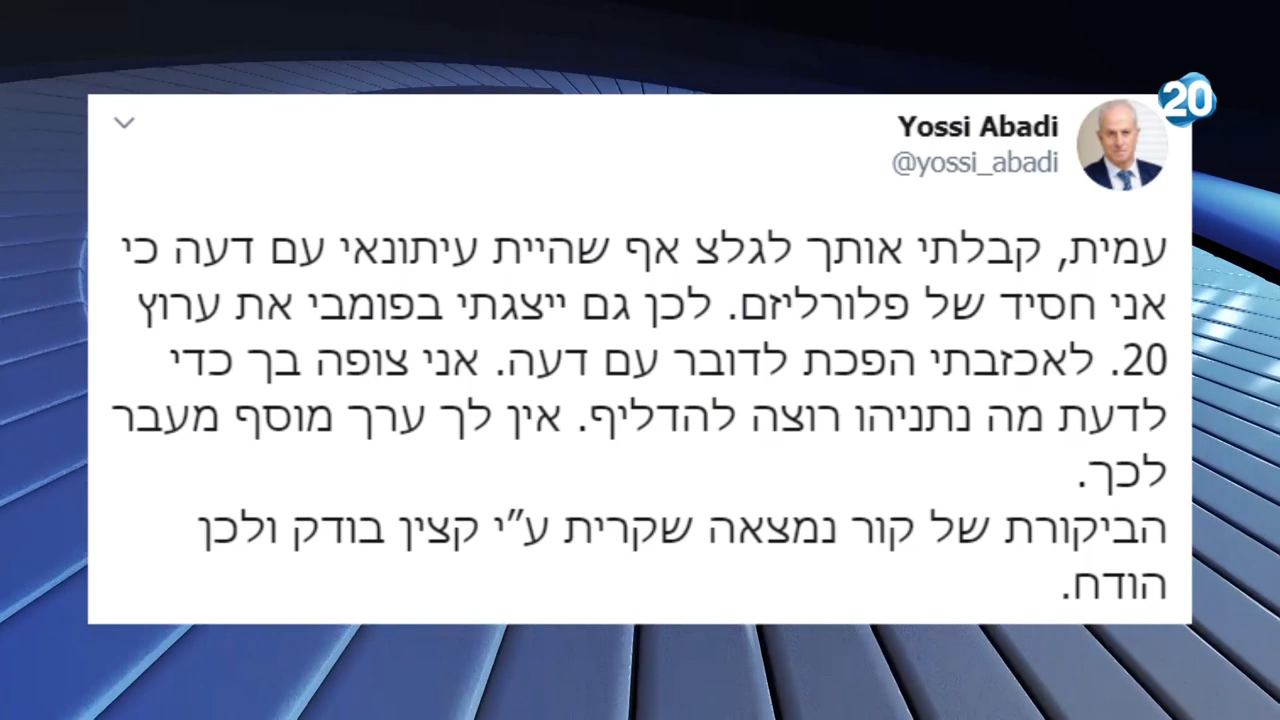 20
Yossi Abadi
@yossi_abadi
עמית, קבלתי אותך לגלצ אף שהיית עיתונאי עם דעה כי
אני חסיד של פלורליזם. לכן גם ייצגתי בפומבי את ערוץ
20. לאכזבתי הפכת לדובר עם דעה. אני צופה בך כדי
לדעת מה נתניהו רוצה להדליף. אין לך ערך מוסף מעבר
לכך.
הביקורת של קור נמצאה שקרית ע״י קצין בודק ולכן
הודח.